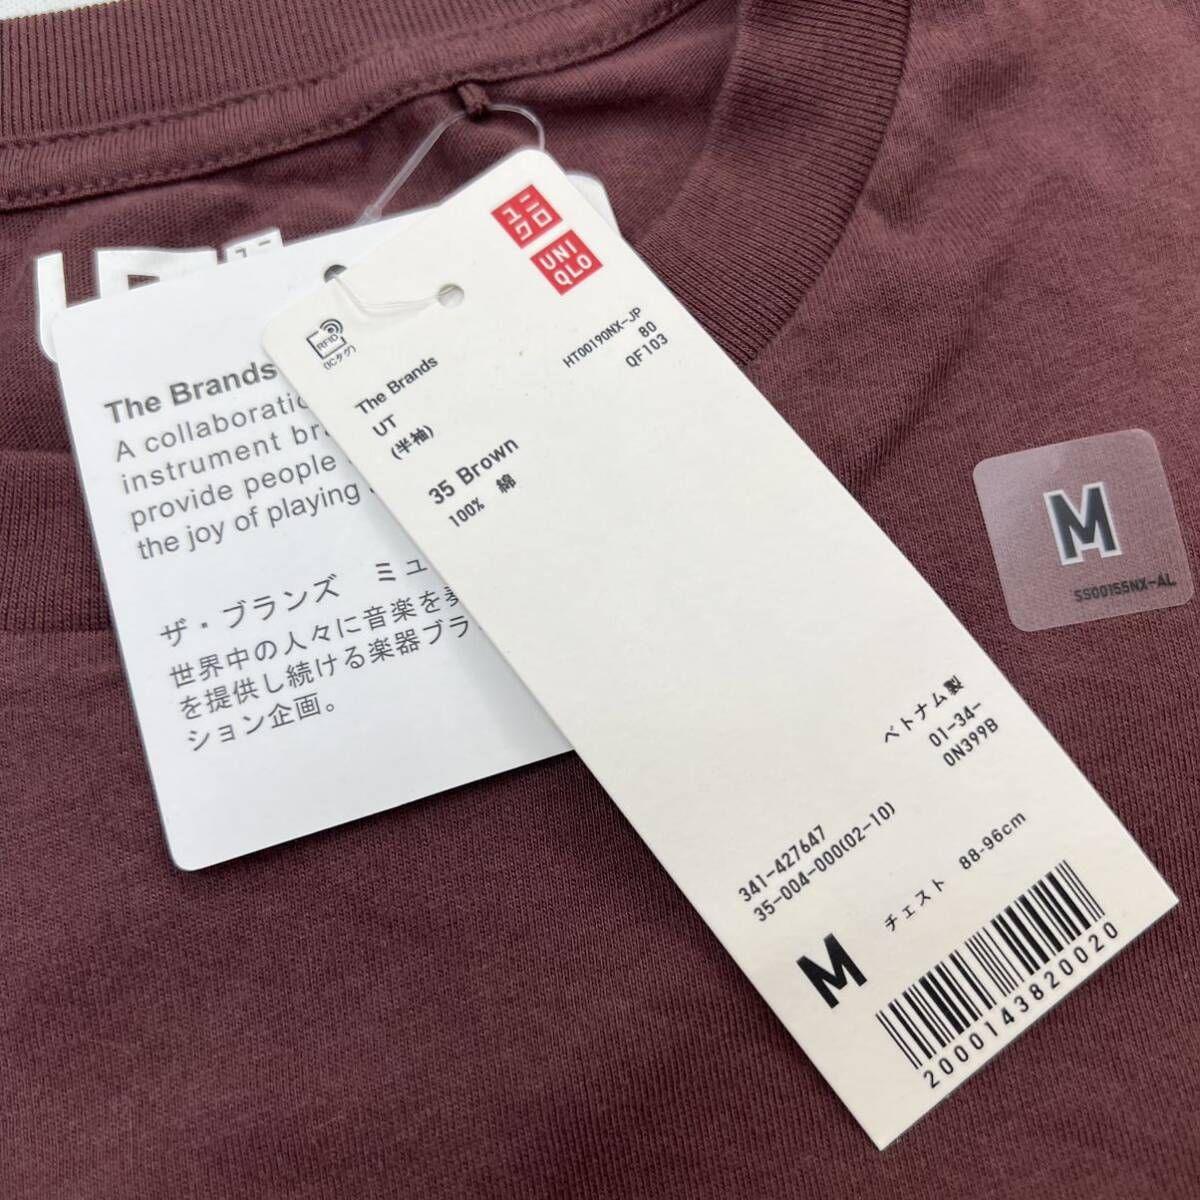 The Brands
A collaboratio
instrument bra
provide people
the joy of playing
ザ・ブランズ ミュ
世界中の人々に音楽を奏
を提供し続ける楽器ブラ
ション企画。
ユニ
クロ
UNI
QLO
RFID
(ICタグ)
HT00190NX-JP
80
QF103
The Brands
UT
(半袖)
35 Brown
100% 綿
ベトナム製
01-34-
0N399B
341-427647
35-004-000(02-10)
M チェスト 88-96cm
2000143820020
M
SS00155NX-AL